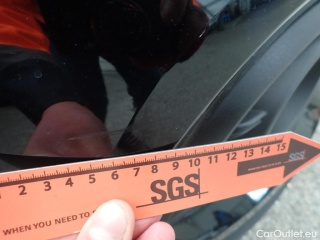 2 3 4 5 6 7 8 9 10 11 12 13 14 15
SGS
SGS
WHEN YOU NEED TO
CarOutlet.eu